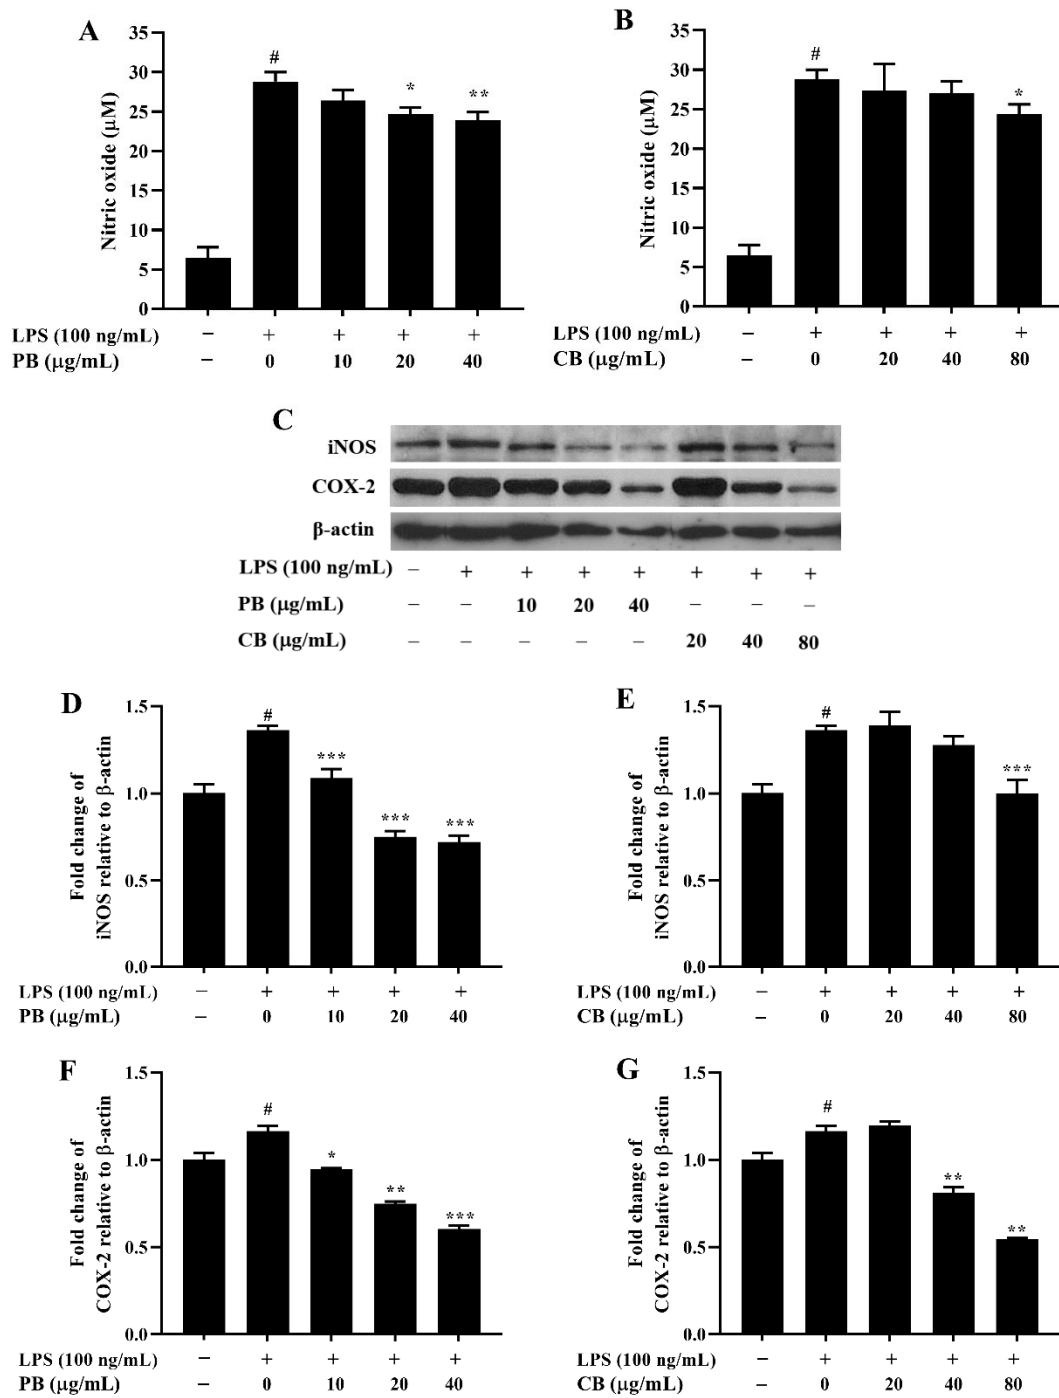 A
Nitric oxide (μM)
35
30
25
20
15
10
5
0
#
*
**
LPS (100 ng/mL) – + + + +
PB (μg/mL) – 0 10 20 40
B
Nitric oxide (μM)
35
30
25
20
15
10
5
0
#
*
LPS (100 ng/mL) – + + + +
CB (μg/mL) – 0 20 40 80
C
iNOS
COX-2
β-actin
LPS (100 ng/mL) – + + + + + + +
PB (μg/mL) – – 10 20 40 – – –
CB (μg/mL) – – – – – 20 40 80
D
Fold change of
iNOS relative to β-actin
1.5
1.0
0.5
0.0
#
***
***
***
LPS (100 ng/mL) – + + + +
PB (μg/mL) – 0 10 20 40
E
Fold change of
iNOS relative to β-actin
1.5
1.0
0.5
0.0
#
***
LPS (100 ng/mL) – + + + +
CB (μg/mL) – 0 20 40 80
F
Fold change of
COX-2 relative to β-actin
1.5
1.0
0.5
0.0
#
*
**
***
LPS (100 ng/mL) – + + + +
PB (μg/mL) – 0 10 20 40
G
Fold change of
COX-2 relative to β-actin
1.5
1.0
0.5
0.0
#
**
**
LPS (100 ng/mL) – + + + +
CB (μg/mL) – 0 20 40 80